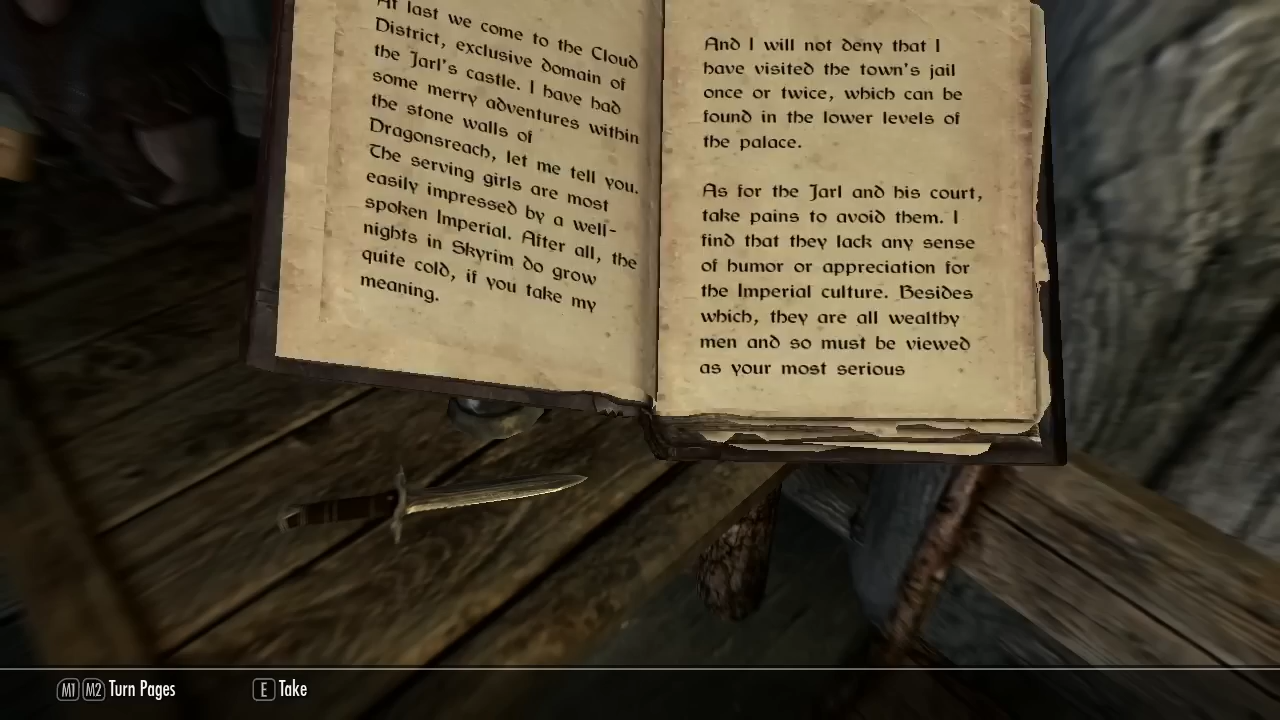 At last we come to the Cloud
District, exclusive domain of
the Jarl's castle. I have had
some merry adventures within
the stone walls of
Dragonsreach, let me tell you.
The serving girls are most
easily impressed by a well-
spoken Imperial. After all, the
nights in Skyrim do grow
quite cold, if you take my
meaning.
And I will not deny that I
have visited the town's jail
once or twice, which can be
found in the lower levels of
the palace.
As for the Jarl and his court,
take pains to avoid them. I
find that they lack any sense
of humor or appreciation for
the Imperial culture. Besides
which, they are all wealthy
men and so must be viewed
as your most serious
M1 M2 Turn Pages
E Take